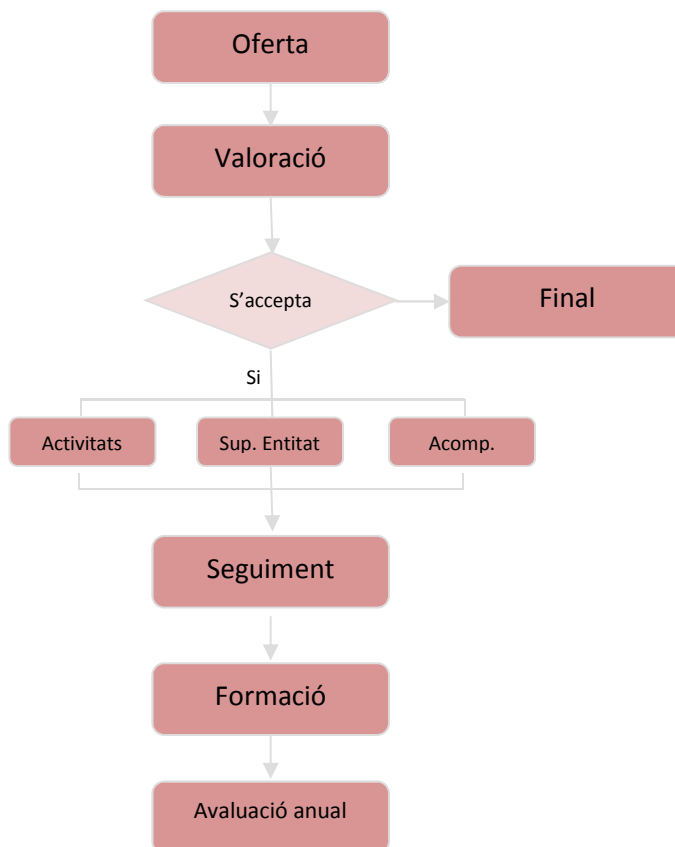 Oferta
Valoració
S’accepta
Final
Si
Activitats
Sup. Entitat
Acomp.
Seguiment
Formació
Avaluació anual